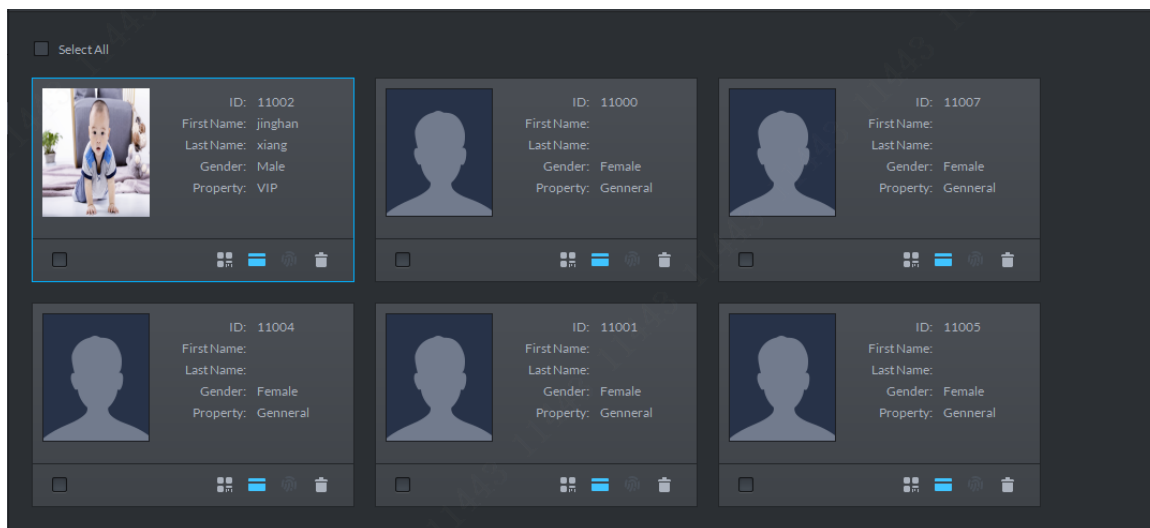 Select All
ID: 11002
First Name: jinghan
Last Name: xiang
Gender: Male
Property: VIP
ID: 11000
First Name:
Last Name:
Gender: Female
Property: Genneral
ID: 11007
First Name:
Last Name:
Gender: Female
Property: Genneral
ID: 11004
First Name:
Last Name:
Gender: Female
Property: Genneral
ID: 11001
First Name:
Last Name:
Gender: Female
Property: Genneral
ID: 11005
First Name:
Last Name:
Gender: Female
Property: Genneral